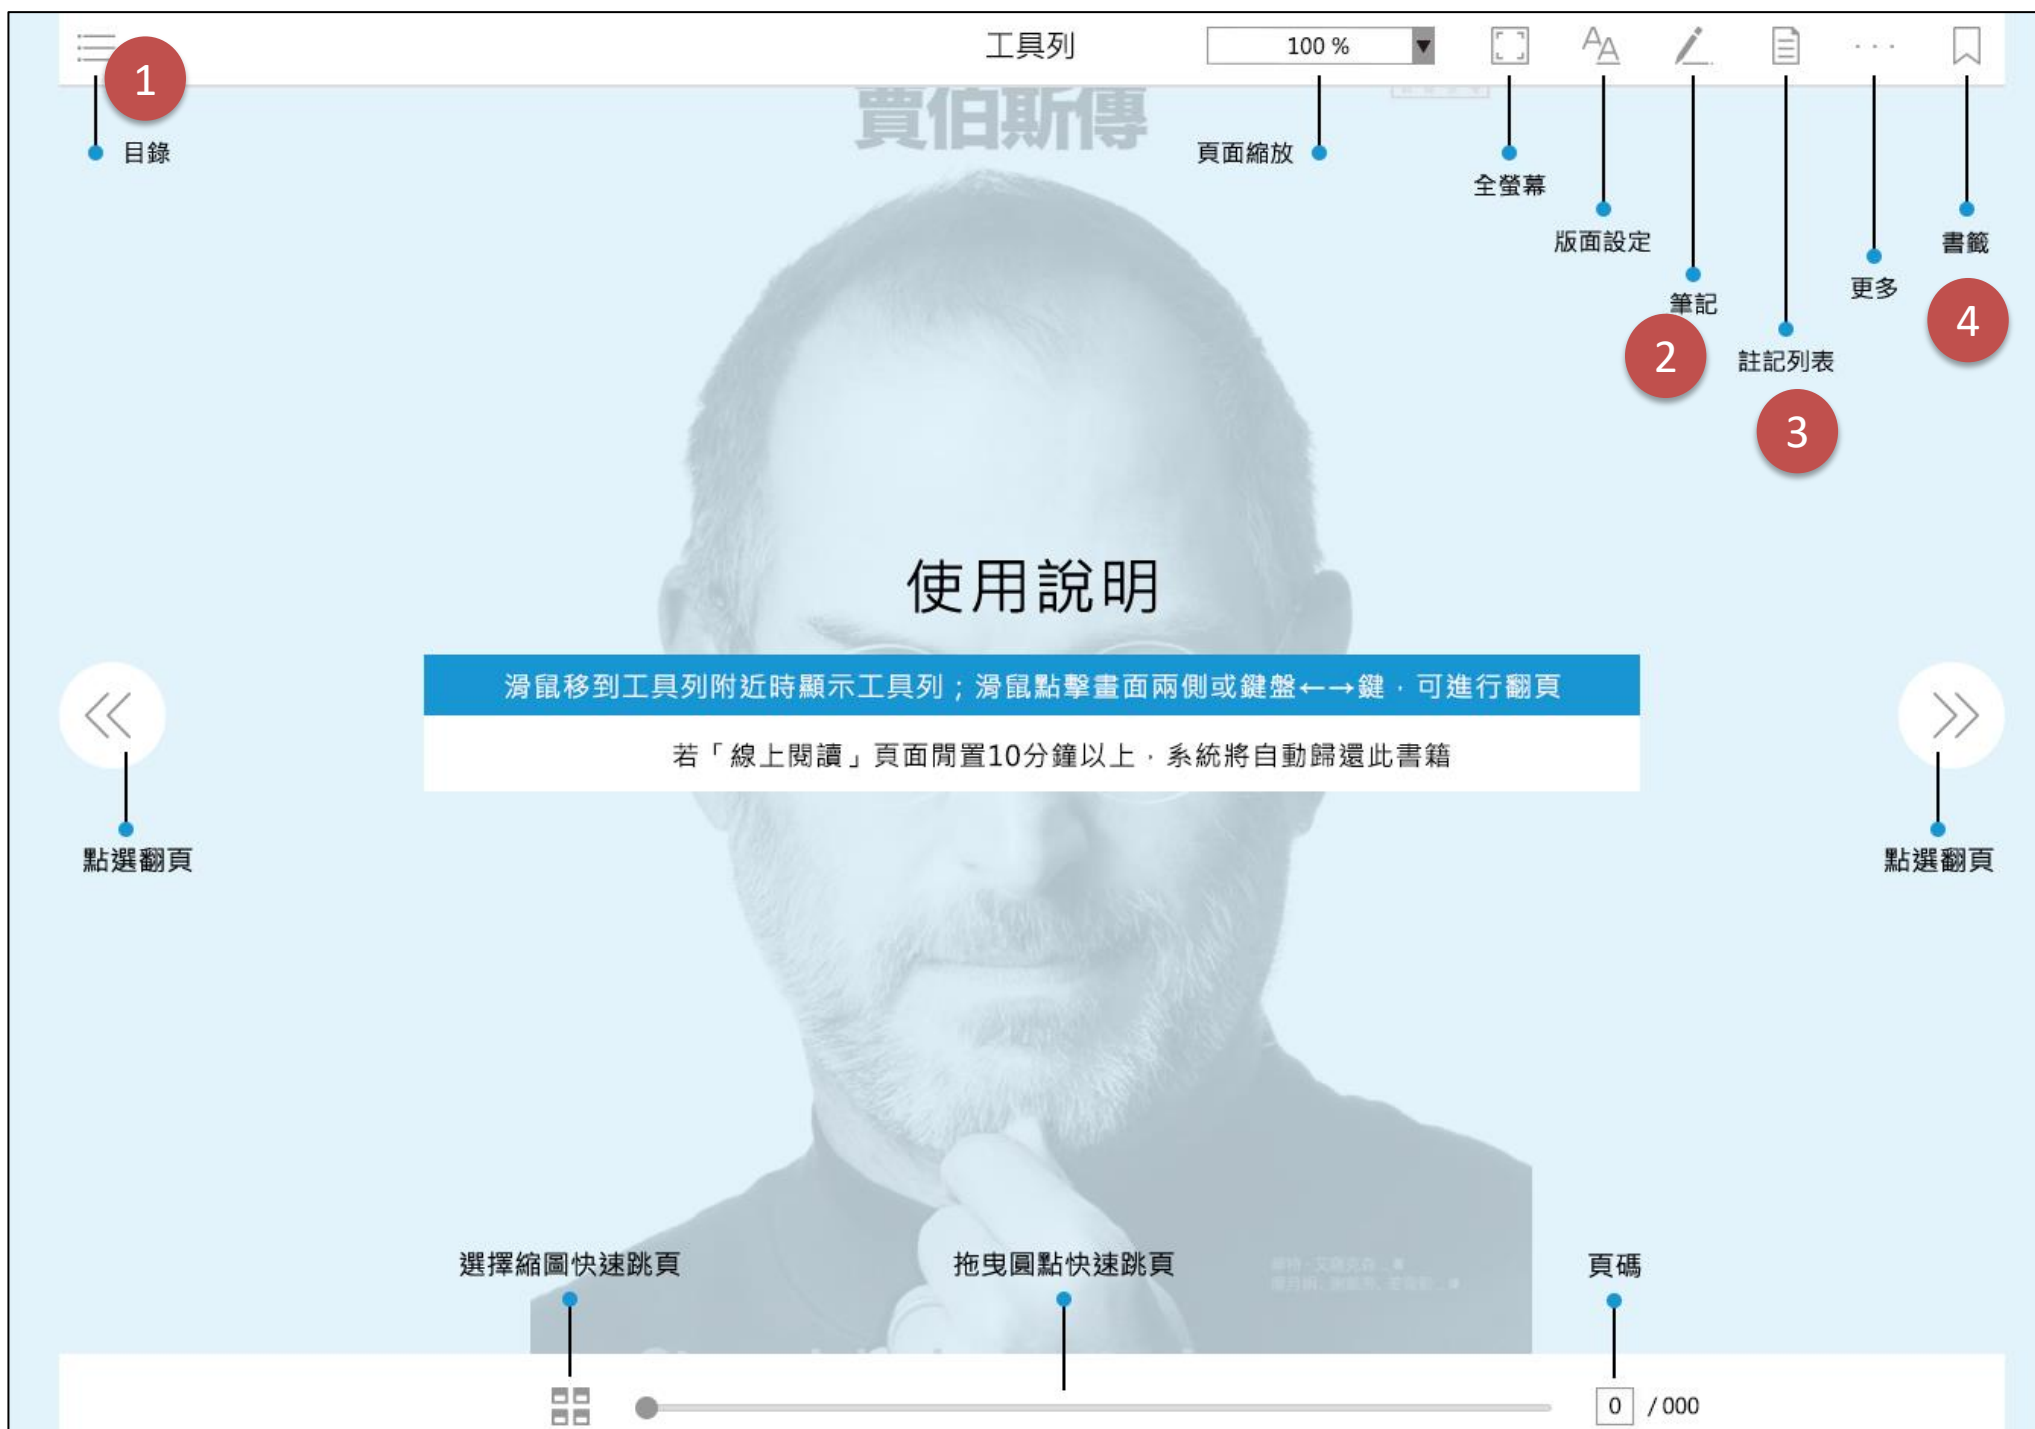 工具列
100 %
1
賈伯斯傳
目錄
頁面縮放
全螢幕
版面設定
筆記
註記列表
更多
書籤
2
3
4
使用說明
滑鼠移到工具列附近時顯示工具列；滑鼠點擊畫面兩側或鍵盤←→鍵，可進行翻頁
若「線上閱讀」頁面閒置10分鐘以上，系統將自動歸還此書籍
點選翻頁
點選翻頁
選擇縮圖快速跳頁
拖曳圓點快速跳頁
頁碼
0 / 000